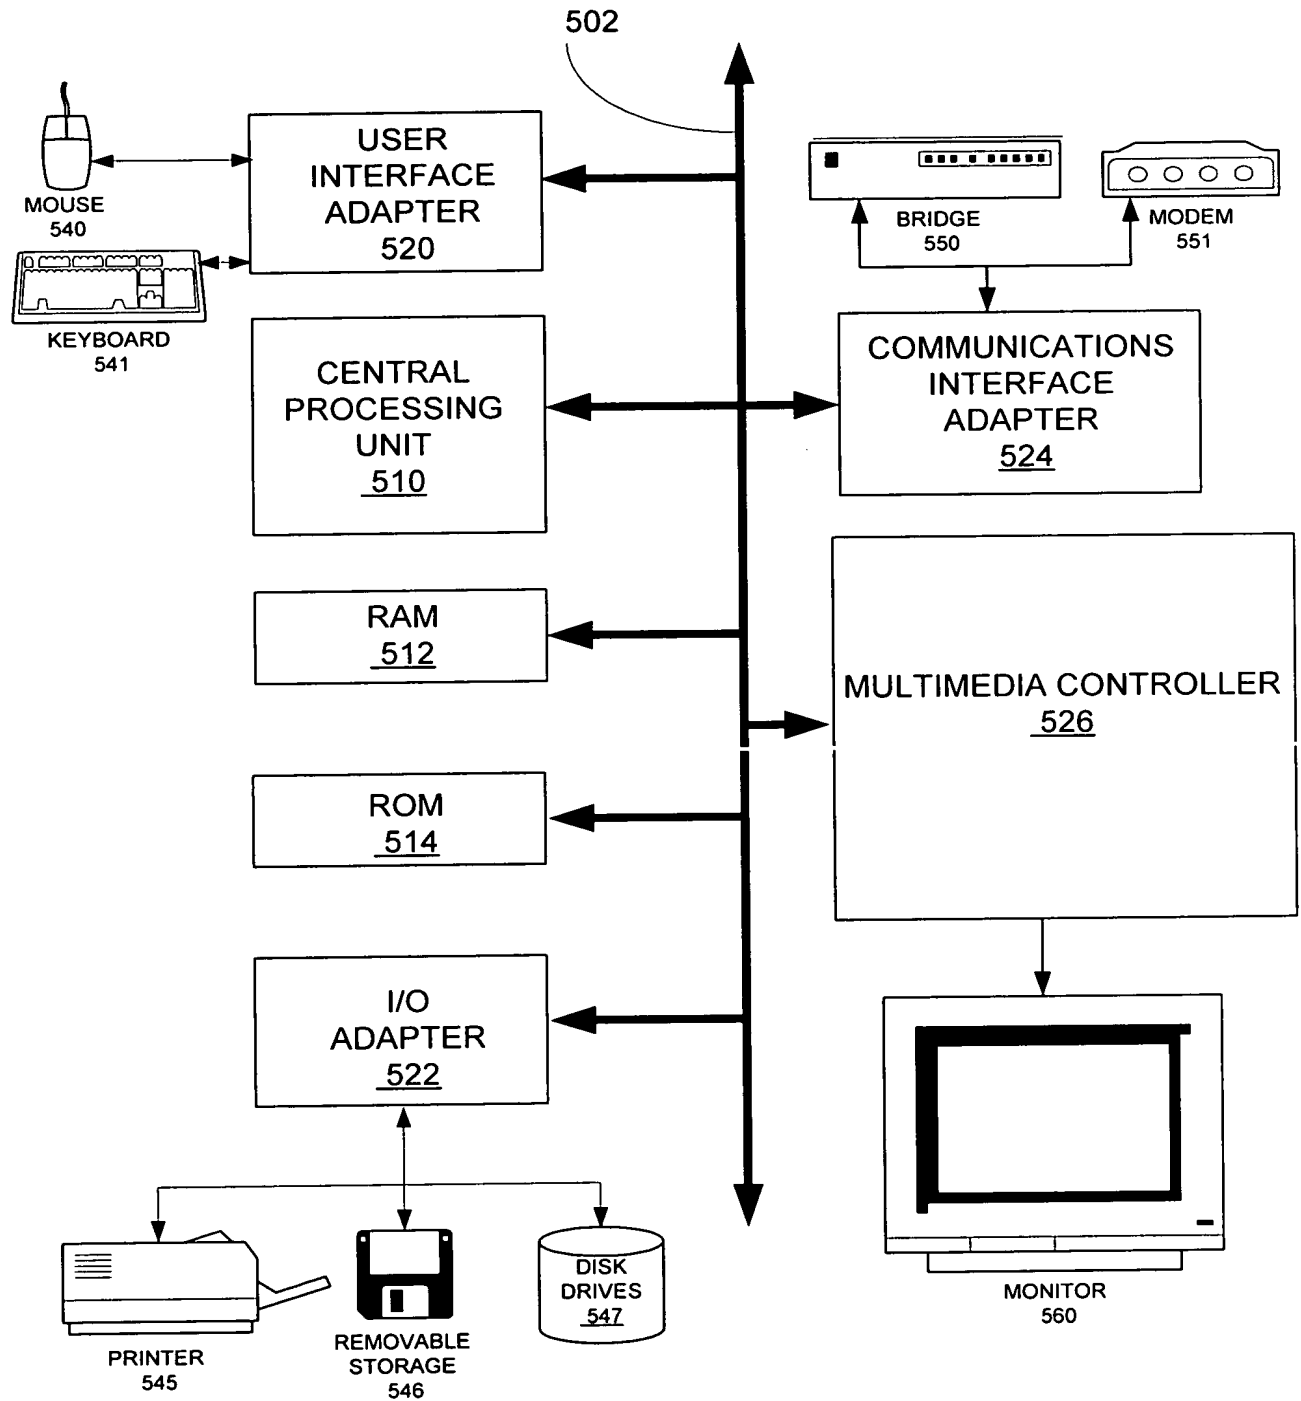 502
USER
INTERFACE
ADAPTER
520
MOUSE
540
KEYBOARD
541
BRIDGE
550
MODEM
551
CENTRAL
PROCESSING
UNIT
510
COMMUNICATIONS
INTERFACE
ADAPTER
524
RAM
512
MULTIMEDIA CONTROLLER
526
ROM
514
I/O
ADAPTER
522
PRINTER
545
REMOVABLE
STORAGE
546
DISK
DRIVES
547
MONITOR
560